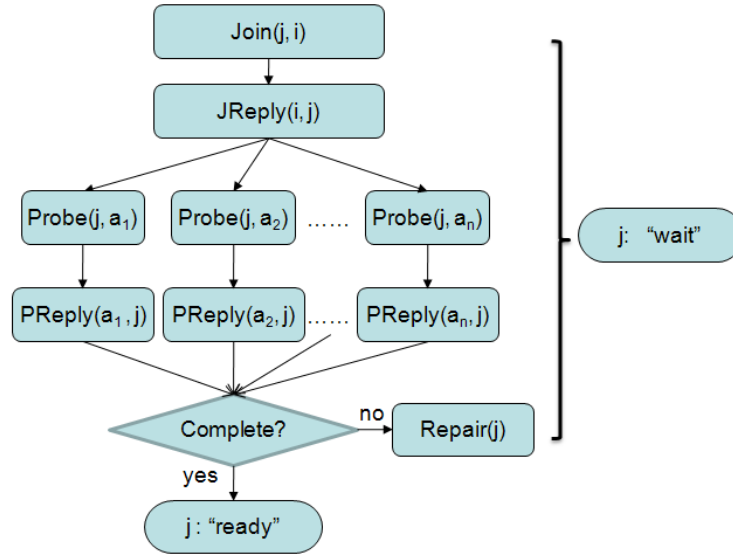 Join(j, i)
JReply(i, j)
Probe(j, a₁)
Probe(j, a₂)
......
Probe(j, aₙ)
j: “wait”
PReply(a₁, j)
PReply(a₂, j)
......
PReply(aₙ, j)
Complete?
no
Repair(j)
yes
j : “ready”